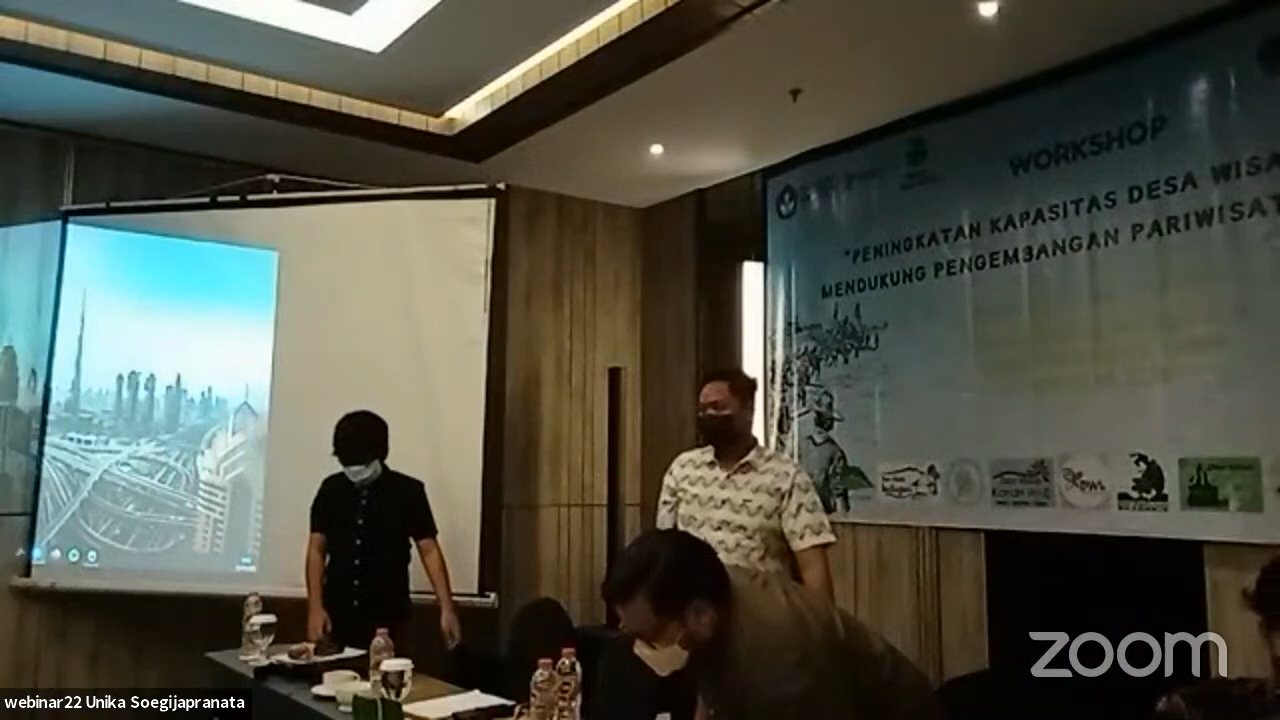 WORKSHOP
"PENINGKATAN KAPASITAS DESA WISA
MENDUKUNG PENGEMBANGAN PARIWISAT
zoom
webinar22 Unika Soegijapranata